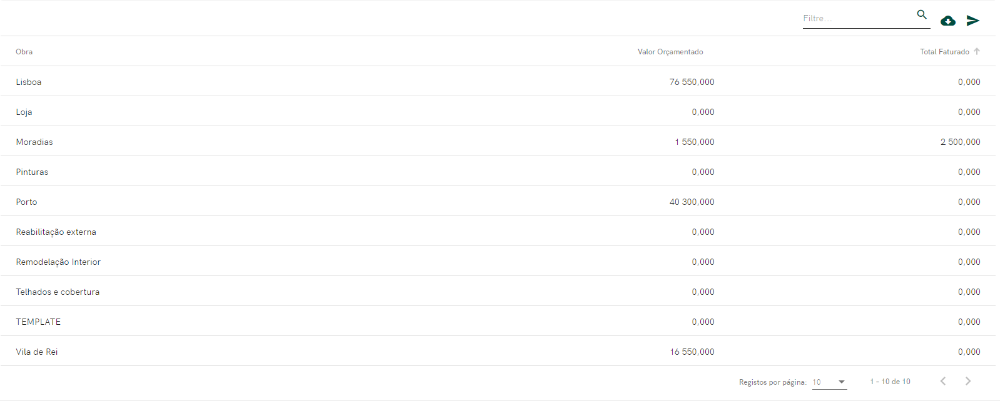 Filtre...
Obra Valor Orçamentado Total Faturado
Lisboa 76 550,000 0,000
Loja 0,000 0,000
Moradias 1 550,000 2 500,000
Pinturas 0,000 0,000
Porto 40 300,000 0,000
Reabilitação externa 0,000 0,000
Remodelação Interior 0,000 0,000
Telhados e cobertura 0,000 0,000
TEMPLATE 0,000 0,000
Vila de Rei 16 550,000 0,000
Registos por página: 10 1 - 10 de 10